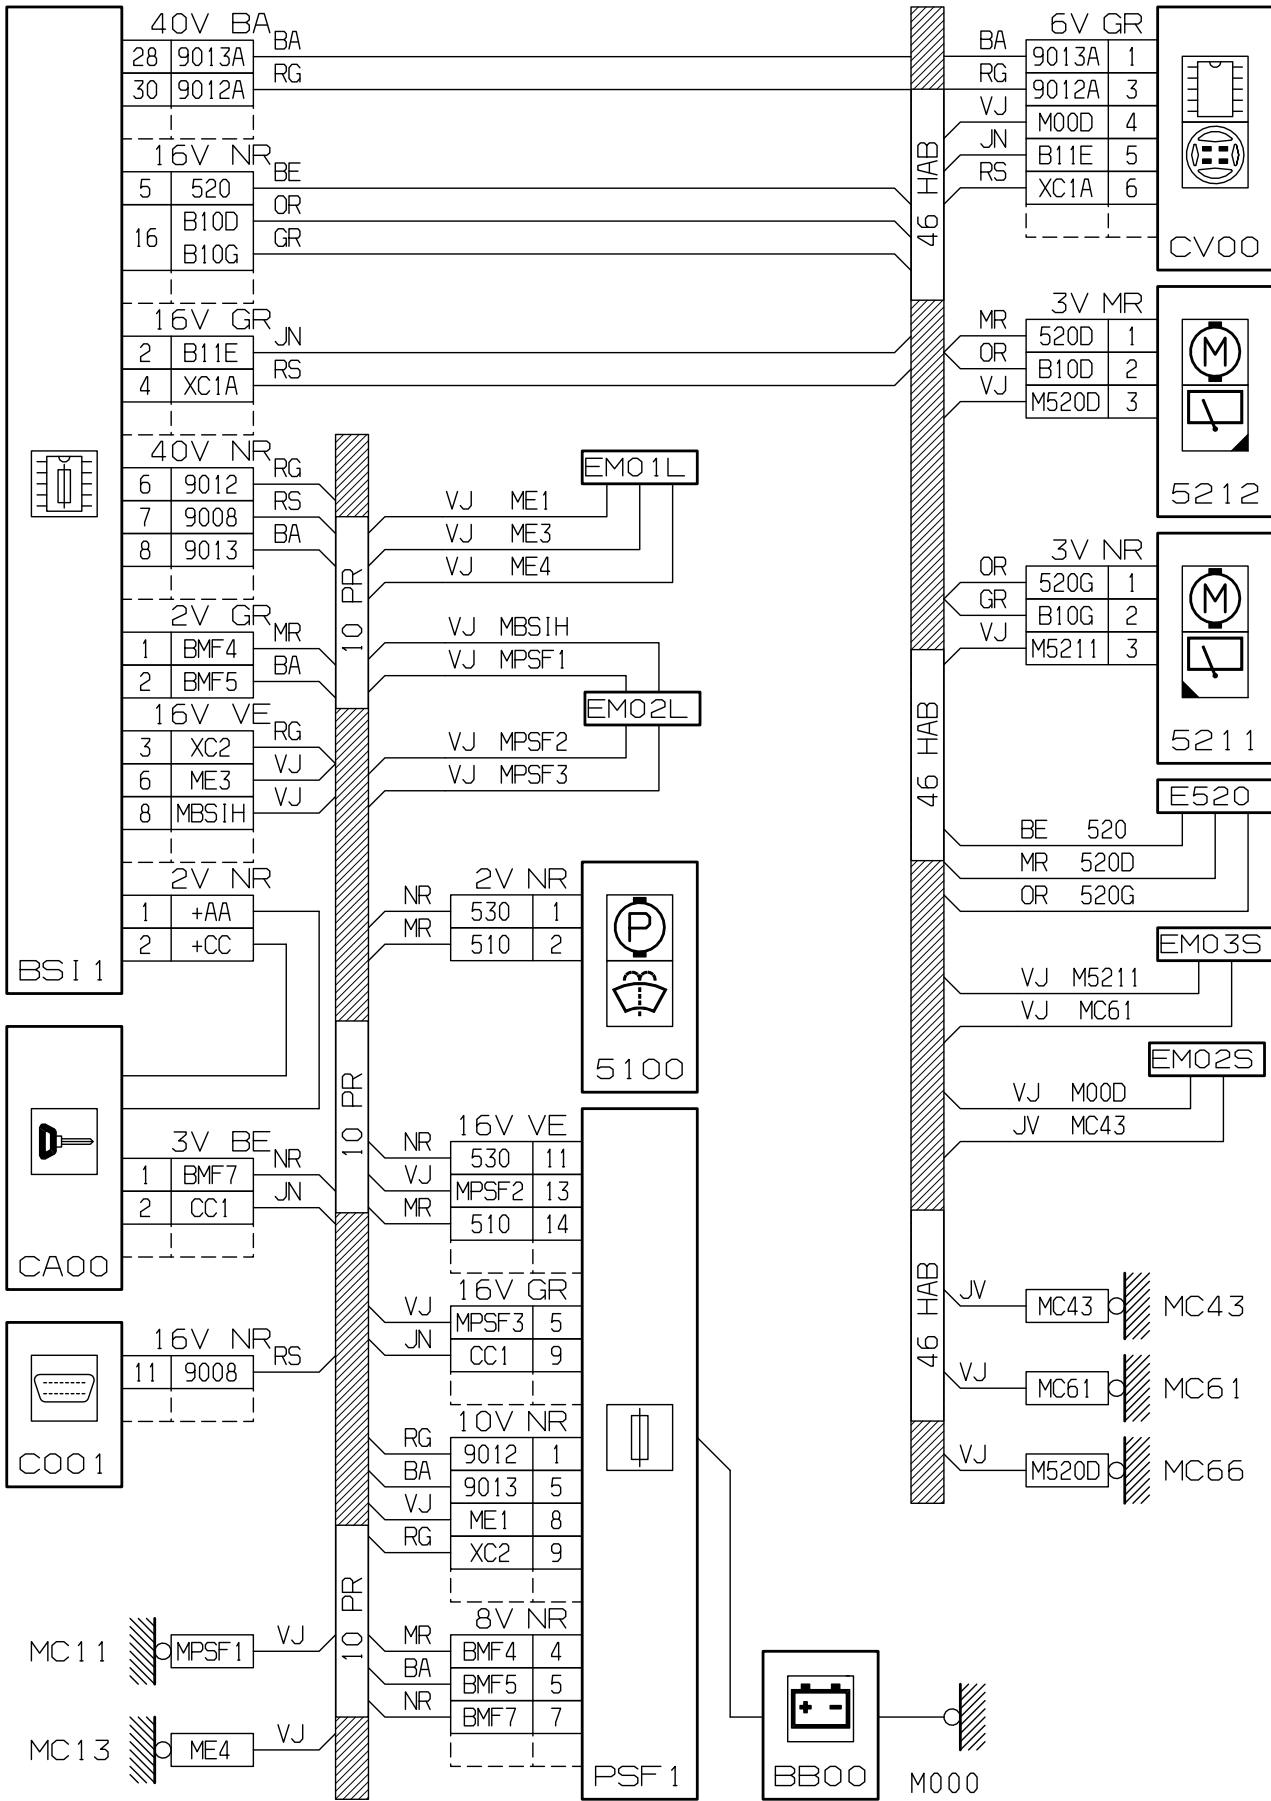 40V BA
28 9013A BA
30 9012A RG
16V NR
5 520 BE
16 B10D OR
B10G GR
16V GR
2 B11E JN
4 XC1A RS
40V NR
6 9012 RG
7 9008 RS
8 9013 BA
2V GR
1 BMF4 MR
2 BMF5 BA
16V VE
3 XC2 RG
6 ME3 VJ
8 MBSIH VJ
2V NR
1 +AA
2 +CC
BSI1
3V BE
1 BMF7 NR
2 CC1 JN
CA00
16V NR
11 9008 RS
C001
MC11 MPSF1 VJ
MC13 ME4 VJ
10 PR
10 PR
10 PR
EM01L
VJ ME1
VJ ME3
VJ ME4
VJ MBSIH
VJ MPSF1
EM02L
VJ MPSF2
VJ MPSF3
2V NR
NR 530 1
MR 510 2
P
5100
16V VE
NR 530 11
VJ MPSF2 13
MR 510 14
16V GR
VJ MPSF3 5
JN CC1 9
10V NR
RG 9012 1
BA 9013 5
VJ ME1 8
RG XC2 9
8V NR
MR BMF4 4
BA BMF5 5
NR BMF7 7
PSF1
+ -
BB00
M000
46 HAB
46 HAB
46 HAB
6V GR
BA 9013A 1
RG 9012A 3
VJ M00D 4
JN B11E 5
RS XC1A 6
CV00
3V MR
MR 520D 1
OR B10D 2
VJ M520D 3
M
5212
3V NR
OR 520G 1
GR B10G 2
VJ M5211 3
M
5211
E520
BE 520
MR 520D
OR 520G
EM03S
VJ M5211
VJ MC61
EM02S
VJ M00D
JV MC43
JV MC43 MC43
VJ MC61 MC61
VJ M520D MC66